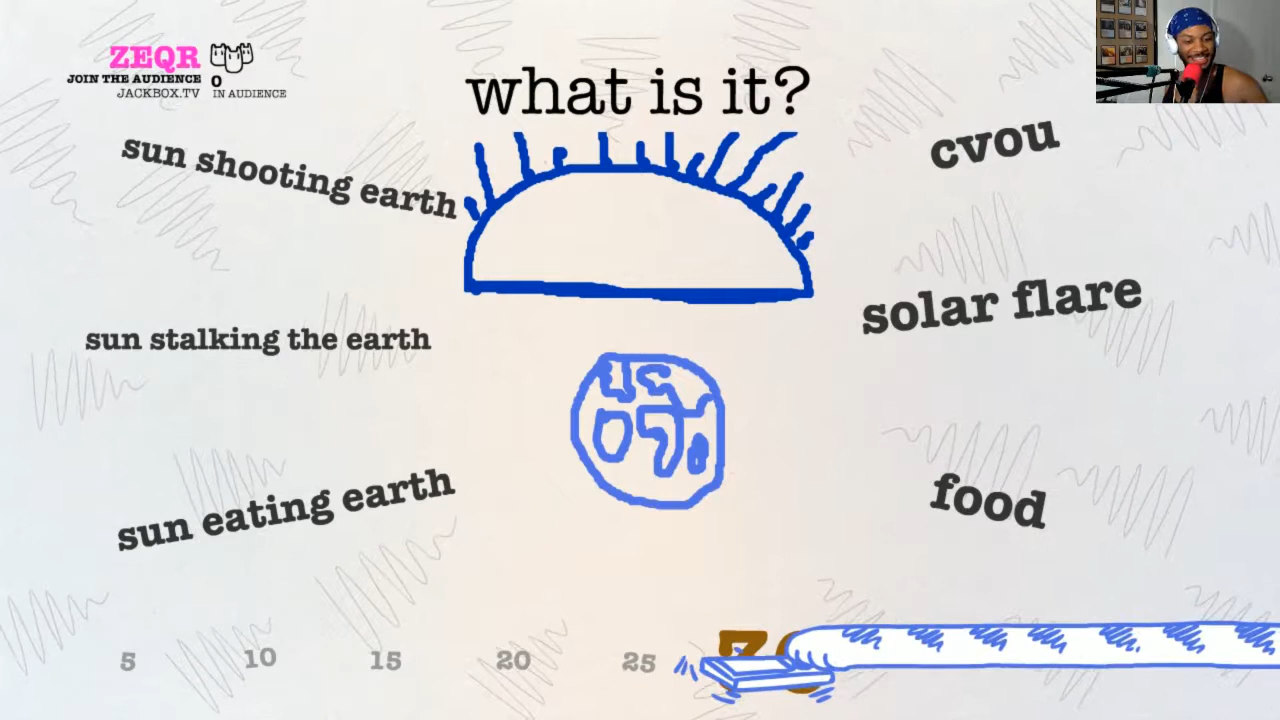 ZEQR
JOIN THE AUDIENCE
JACKBOX.TV
0
IN AUDIENCE
what is it?
sun shooting earth
cvou
sun stalking the earth
solar flare
sun eating earth
food
5
10
15
20
25